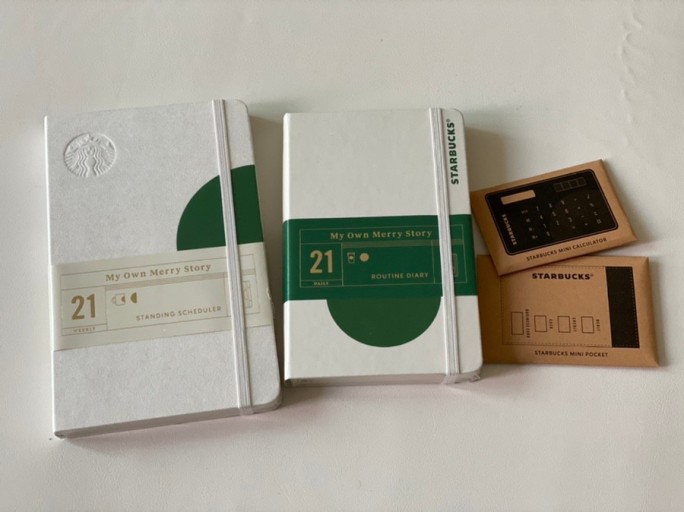 My Own Merry Story
21
WEEKLY
STANDING SCHEDULER
STARBUCKS®
My Own Merry Story
21
DAILY
ROUTINE DIARY
STARBUCKS
STARBUCKS MINI CALCULATOR
STARBUCKS®
STARBUCKS MINI POCKET